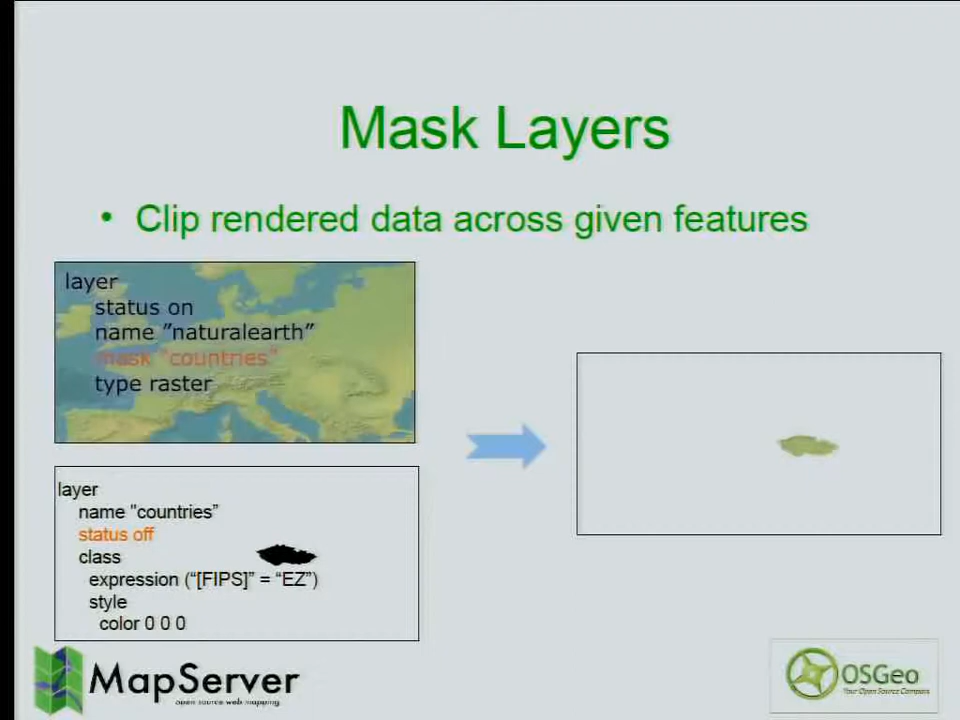 Mask Layers
• Clip rendered data across given features
layer
status on
name "naturalearth"
mask "countries"
type raster
layer
name "countries"
status off
class
expression ("[FIPS]" = "EZ")
style
color 0 0 0
MapServer
open source web mapping
OSGeo
Your Open Source Compass